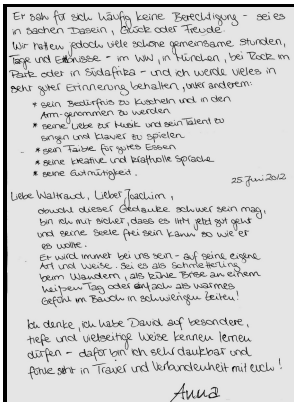 Er sah für sich häufig keine Berechtigung - sei es
in Sachen Dasein, Glück oder Freude.
Wir hatten jedoch viele schöne gemeinsame Stunden,
Tage und Erlebnisse - im WW, in München, bei Rock im
Park oder in Südafrika - und ich werde vieles in
sehr guter Erinnerung behalten, unter anderem:
* sein Bedürfnis zu kuscheln und in den
Arm-genommen zu werden
* seine Liebe zur Musik und sein Talent zu
singen und Klavier zu spielen
* sein Faible für gutes Essen
* seine kreative und kraftvolle Sprache
* seine Gutmütigkeit.
25 Juni 2012
Liebe Waltraud, Lieber Joachim,
obwohl dieser Gedanke schwer sein mag,
bin ich mir sicher, dass es ihm jetzt gut geht
und seine Seele frei sein kann so wie er
es wollte.
Er wird immer bei uns sein - auf seine eigene
Art und Weise. sei es als Schmetterling
beim Wandern, als kühle Brise an einem
heißen Tag oder einfach als warmes
Gefühl im Bauch in schwierigen Zeiten!
Ich denke, ich habe David auf besondere,
tiefe und vielseitige Weise kennen lernen
dürfen - dafür bin ich sehr dankbar und
fühle mit in Trauer und Verbundenheit mit euch!
Anna